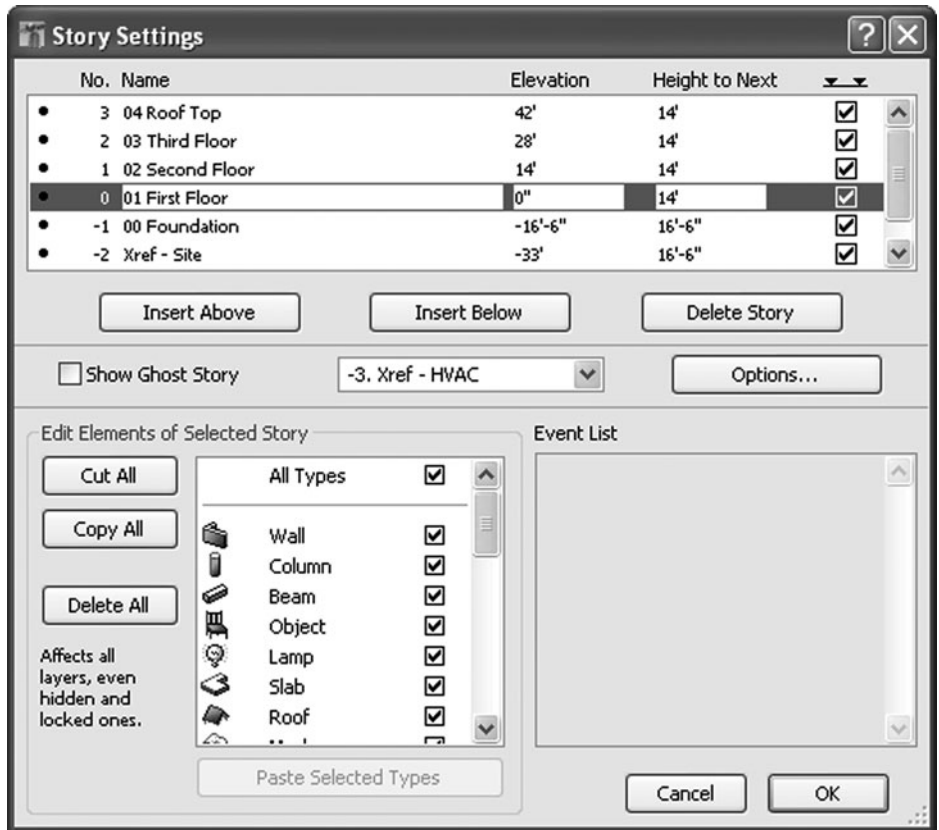 Story Settings
No. Name Elevation Height to Next
3 04 Roof Top 42' 14'
2 03 Third Floor 28' 14'
1 02 Second Floor 14' 14'
0 01 First Floor 0" 14'
-1 00 Foundation -16'-6" 16'-6"
-2 Xref - Site -33' 16'-6"
Insert Above Insert Below Delete Story
Show Ghost Story -3. Xref - HVAC Options...
Edit Elements of Selected Story
Cut All
Copy All
Delete All
Affects all
layers, even
hidden and
locked ones.
All Types
Wall
Column
Beam
Object
Lamp
Slab
Roof
Paste Selected Types
Event List
Cancel OK